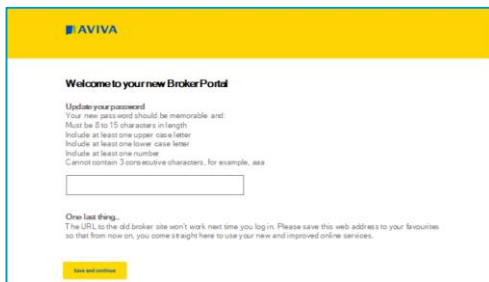 AVIVA
Welcome to your new Broker Portal
Update your password
Your new password should be memorable and:
Must be 8 to 15 characters in length
Include at least one upper case letter
Include at least one lower case letter
Include at least one number
Cannot contain 3 consecutive characters, for example, aaa
One last thing..
The URL to the old broker site won't work next time you log in. Please save this web address to your favourites
so that from now on, you come straight here to use your new and improved online services.
Save and continue